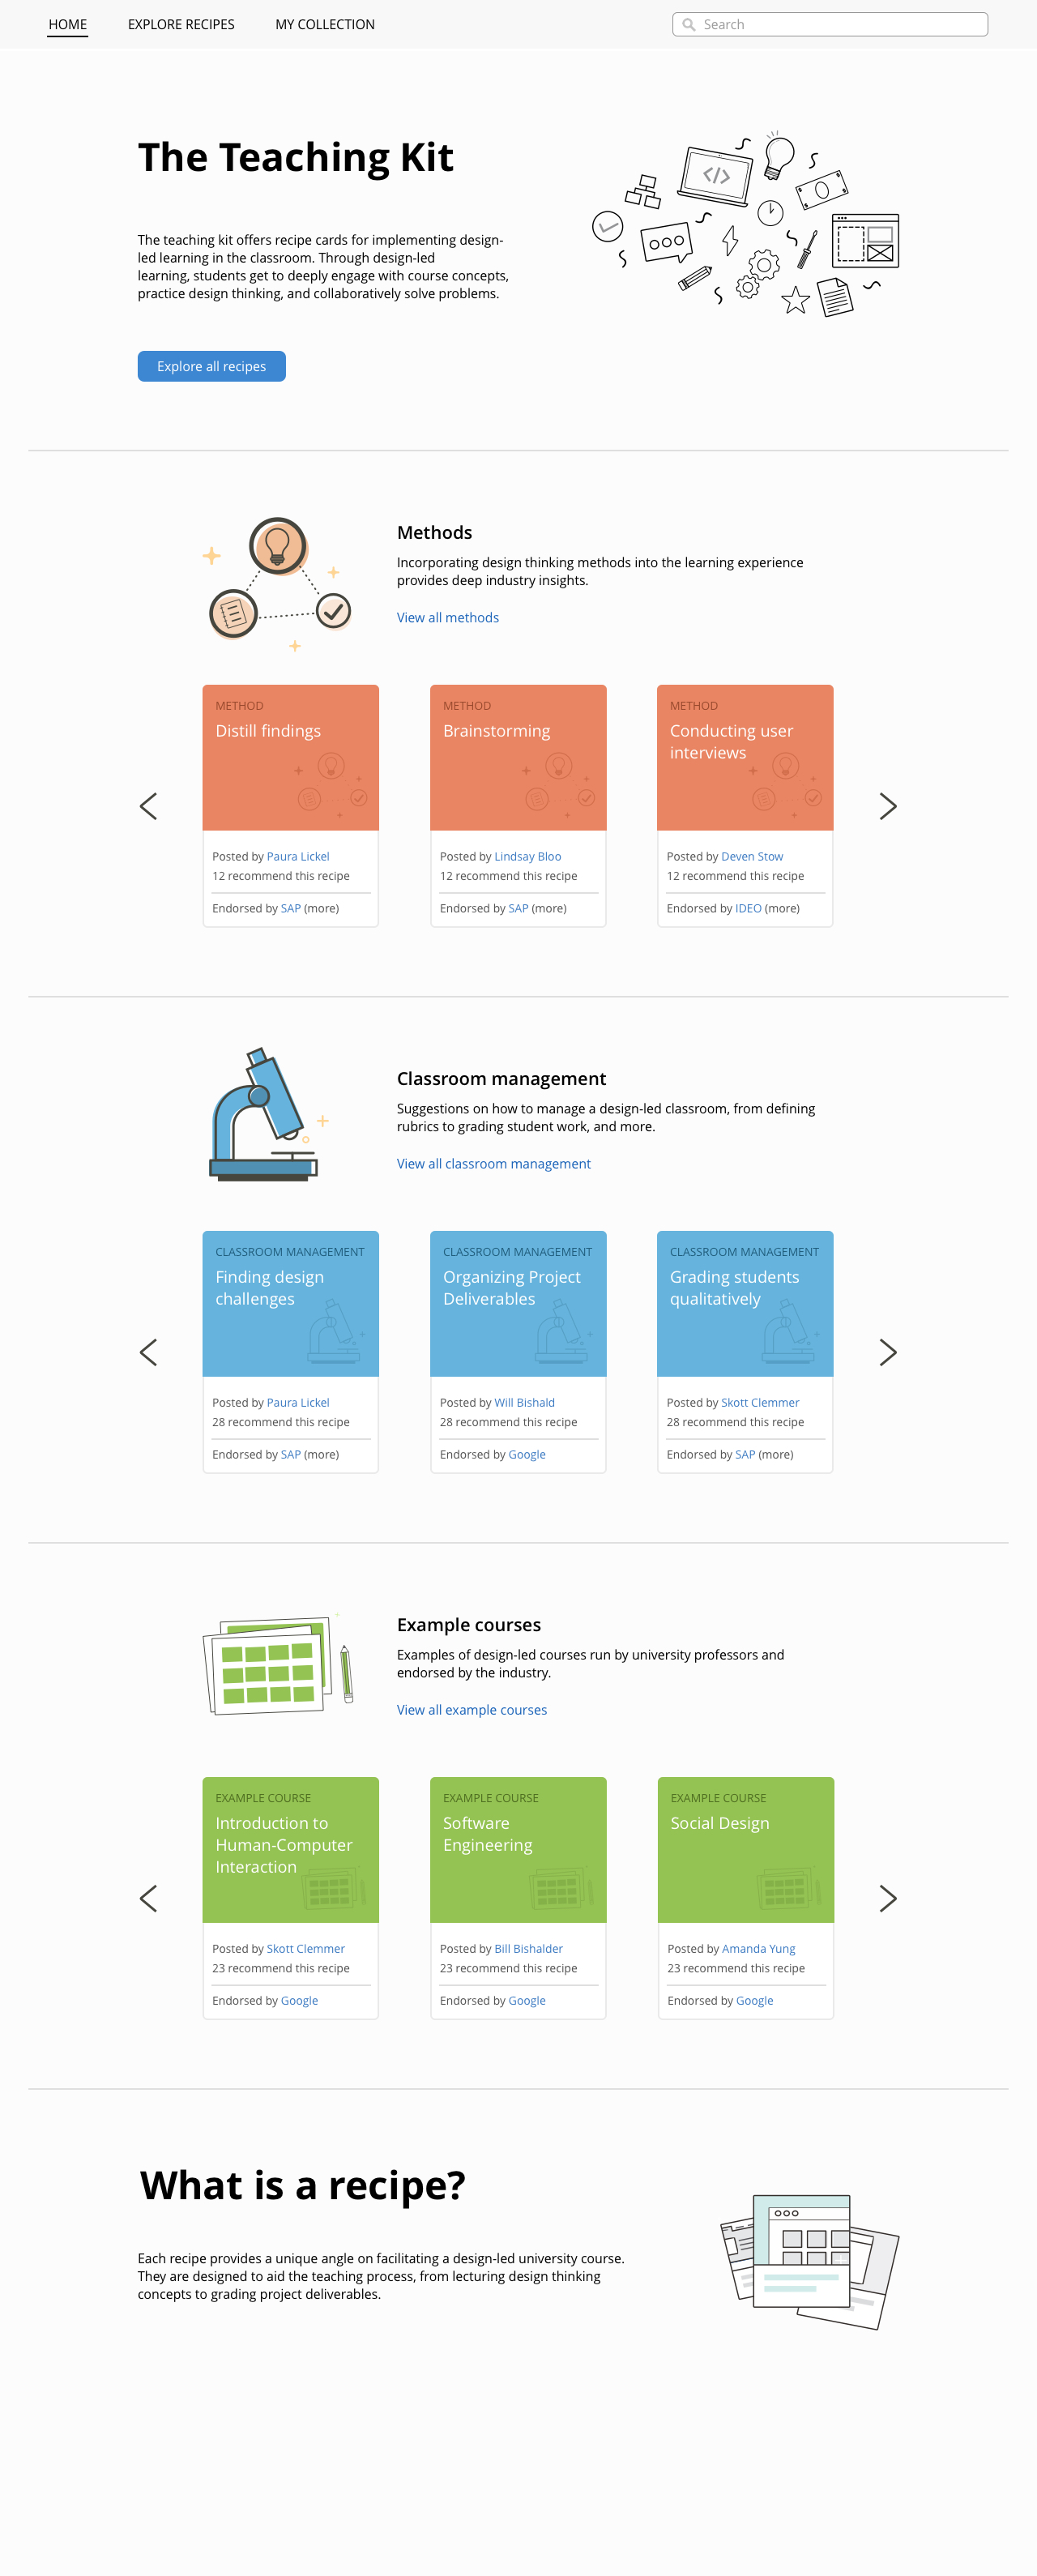 HOME EXPLORE RECIPES MY COLLECTION Search
The Teaching Kit
</>
The teaching kit offers recipe cards for implementing design-
led learning in the classroom. Through design-led
learning, students get to deeply engage with course concepts,
practice design thinking, and collaboratively solve problems.
Explore all recipes
Methods
Incorporating design thinking methods into the learning experience
provides deep industry insights.
View all methods
METHOD
Distill findings
Posted by Paura Lickel
12 recommend this recipe
Endorsed by SAP (more)
METHOD
Brainstorming
Posted by Lindsay Bloo
12 recommend this recipe
Endorsed by SAP (more)
METHOD
Conducting user
interviews
Posted by Deven Stow
12 recommend this recipe
Endorsed by IDEO (more)
Classroom management
Suggestions on how to manage a design-led classroom, from defining
rubrics to grading student work, and more.
View all classroom management
CLASSROOM MANAGEMENT
Finding design
challenges
Posted by Paura Lickel
28 recommend this recipe
Endorsed by SAP (more)
CLASSROOM MANAGEMENT
Organizing Project
Deliverables
Posted by Will Bishald
28 recommend this recipe
Endorsed by Google
CLASSROOM MANAGEMENT
Grading students
qualitatively
Posted by Skott Clemmer
28 recommend this recipe
Endorsed by SAP (more)
Example courses
Examples of design-led courses run by university professors and
endorsed by the industry.
View all example courses
EXAMPLE COURSE
Introduction to
Human-Computer
Interaction
Posted by Skott Clemmer
23 recommend this recipe
Endorsed by Google
EXAMPLE COURSE
Software
Engineering
Posted by Bill Bishalder
23 recommend this recipe
Endorsed by Google
EXAMPLE COURSE
Social Design
Posted by Amanda Yung
23 recommend this recipe
Endorsed by Google
What is a recipe?
Each recipe provides a unique angle on facilitating a design-led university course.
They are designed to aid the teaching process, from lecturing design thinking
concepts to grading project deliverables.